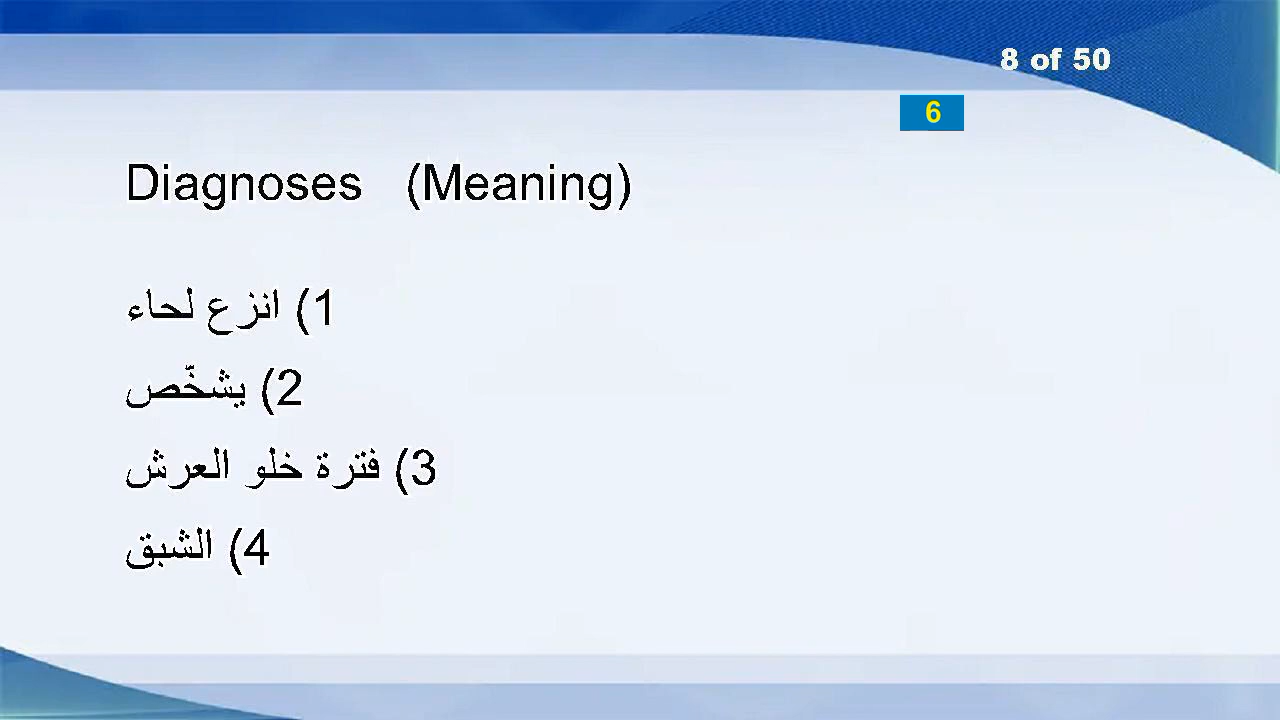 8 of 50
6
Diagnoses (Meaning)
1) انزع لحاء
2) يشخّص
3) فترة خلو العرش
4) الشبق